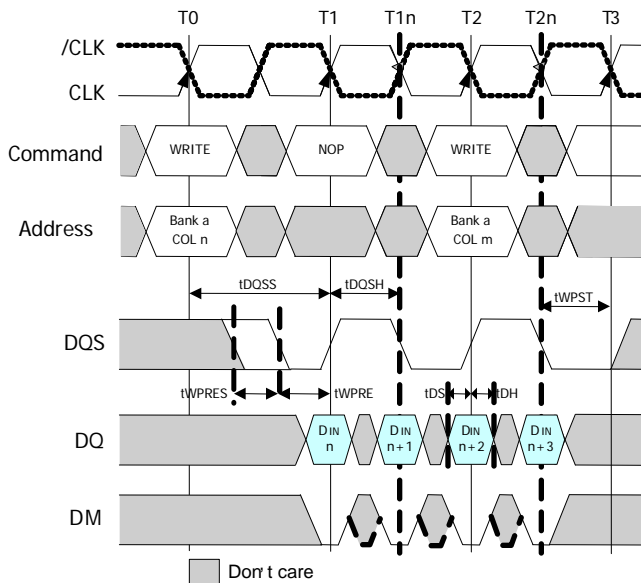 T0 T1 T1n T2 T2n T3
/CLK
CLK
Command WRITE NOP WRITE
Address Bank a COL n Bank a COL m
tDQSS tDQSH tWPST
DQS
tWPRES tWPRE tDS tDH
DQ DIN n DIN n+1 DIN n+2 DIN n+3
DM
Don't care